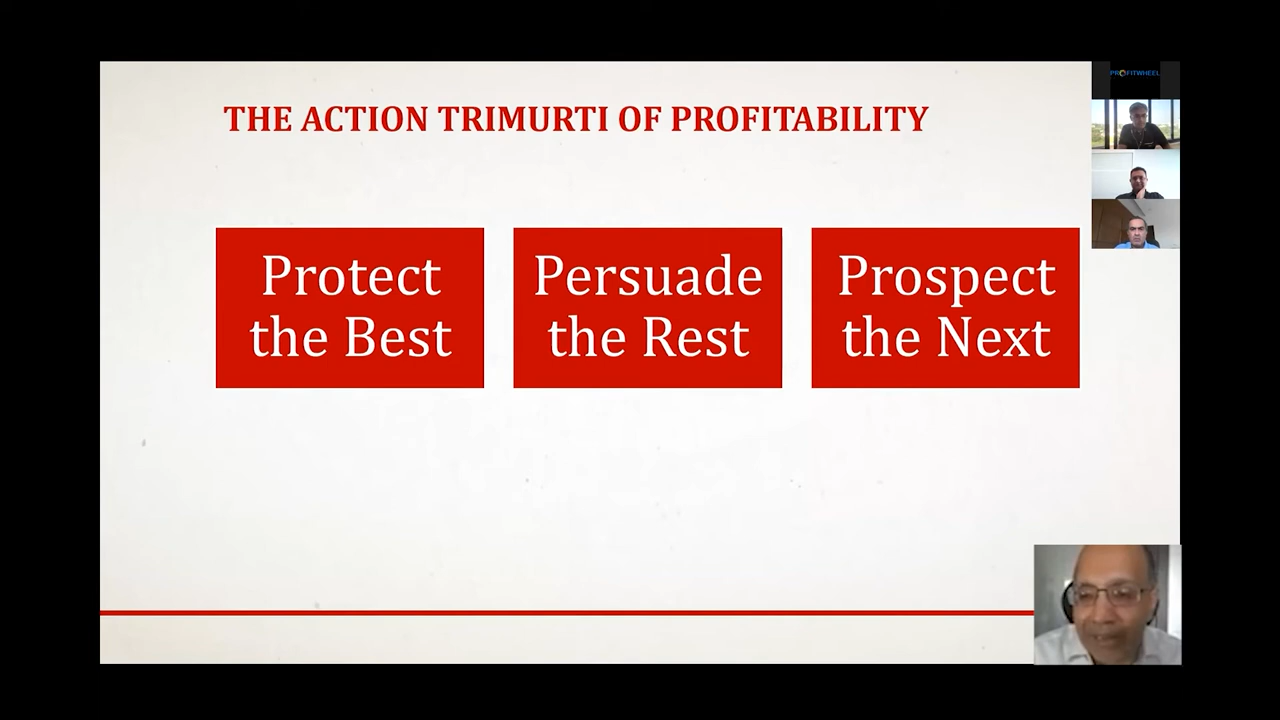 THE ACTION TRIMURTI OF PROFITABILITY
PROFITWHEEL
Protect
the Best
Persuade
the Rest
Prospect
the Next